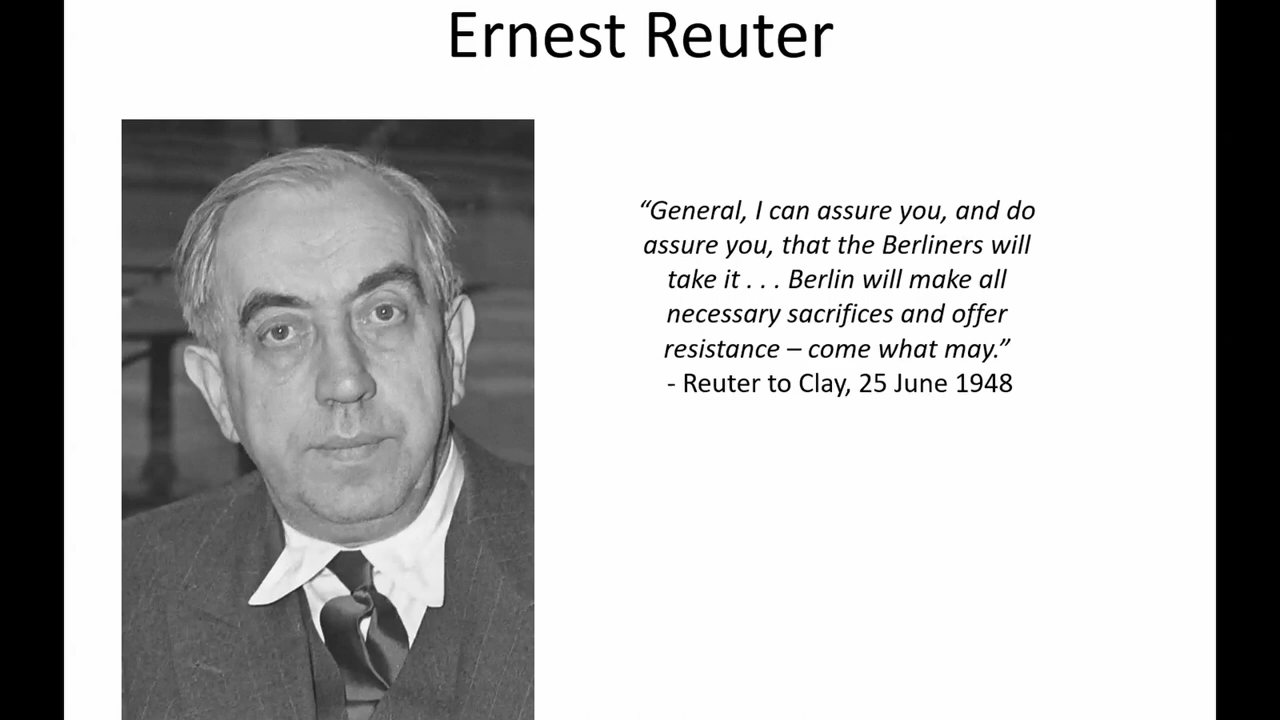 Ernest Reuter
“General, I can assure you, and do
assure you, that the Berliners will
take it . . . Berlin will make all
necessary sacrifices and offer
resistance – come what may.”
- Reuter to Clay, 25 June 1948